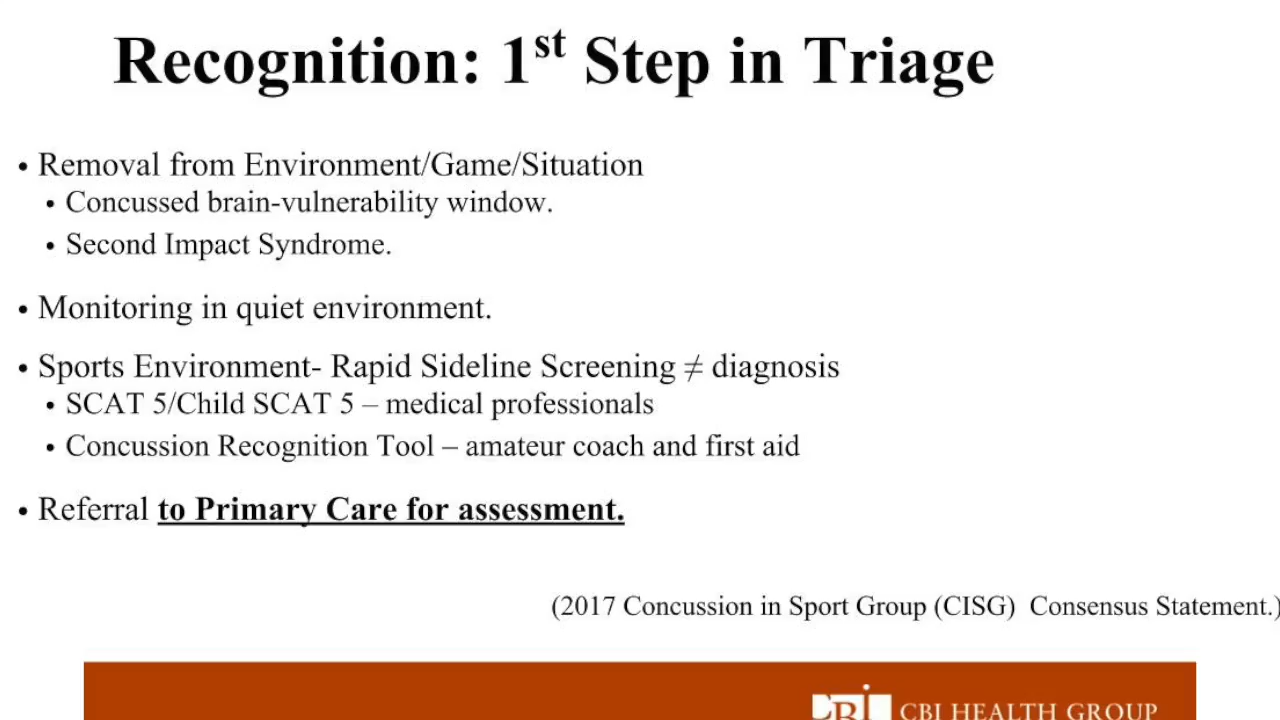 Recognition: 1st Step in Triage
• Removal from Environment/Game/Situation
• Concussed brain-vulnerability window.
• Second Impact Syndrome.
• Monitoring in quiet environment.
• Sports Environment- Rapid Sideline Screening ≠ diagnosis
• SCAT 5/Child SCAT 5 – medical professionals
• Concussion Recognition Tool – amateur coach and first aid
• Referral to Primary Care for assessment.
(2017 Concussion in Sport Group (CISG) Consensus Statement.)
CBI CBI HEALTH GROUP